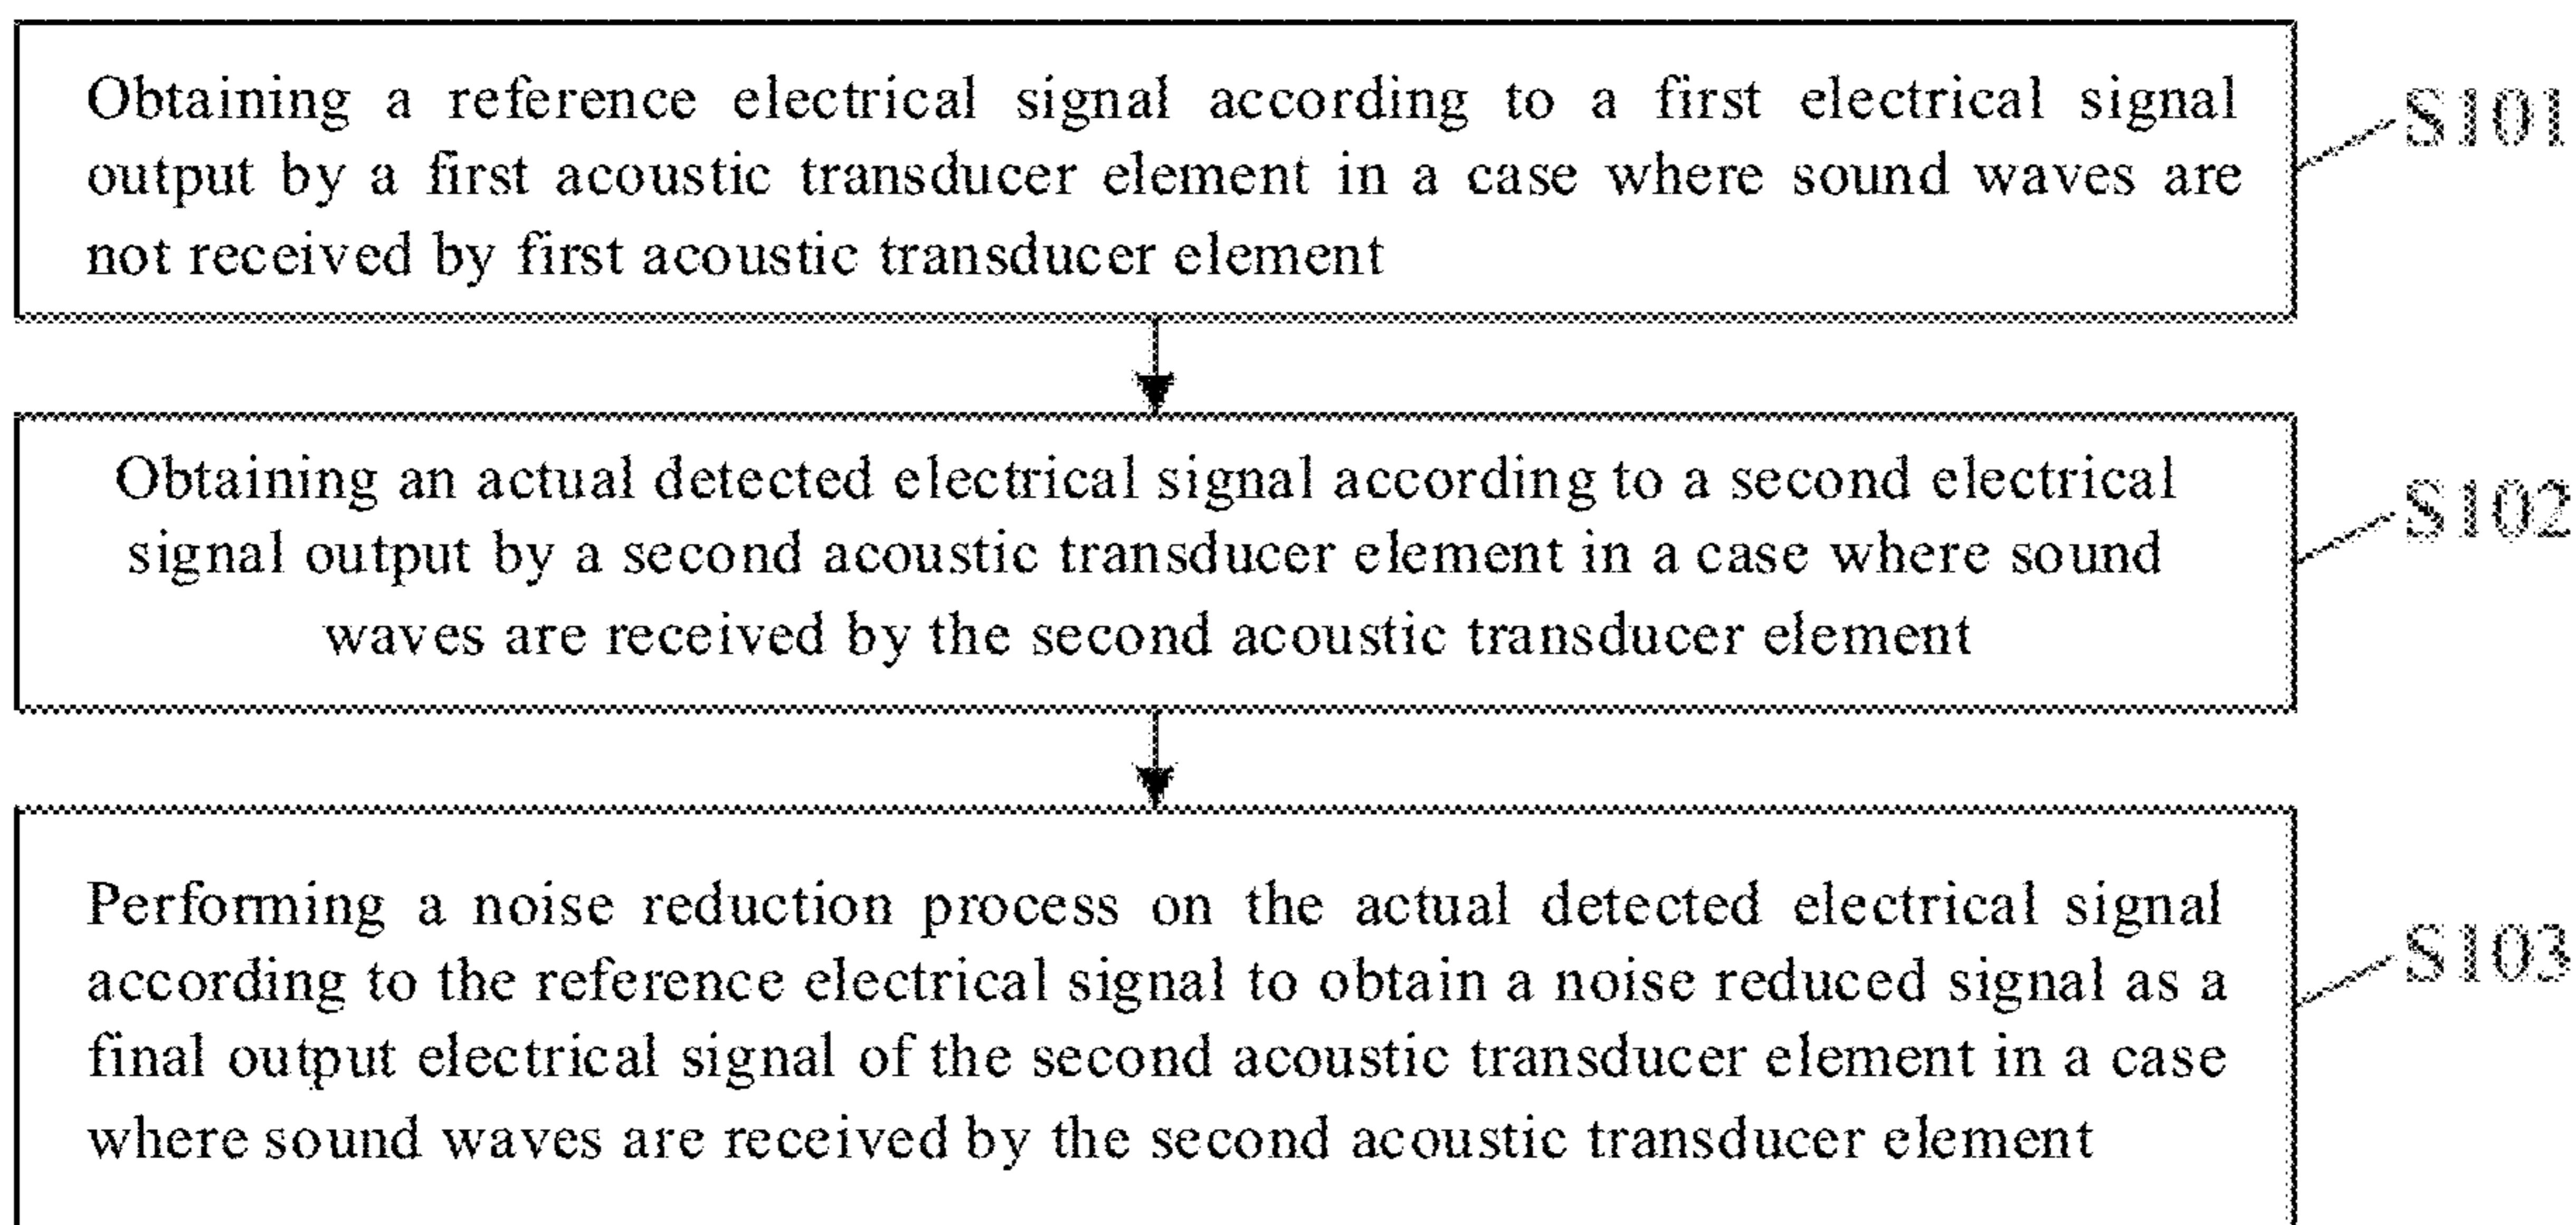 Obtaining a reference electrical signal according to a first electrical signal
output by a first acoustic transducer element in a case where sound waves are
not received by first acoustic transducer element
S101
Obtaining an actual detected electrical signal according to a second electrical
signal output by a second acoustic transducer element in a case where sound
waves are received by the second acoustic transducer element
S102
Performing a noise reduction process on the actual detected electrical signal
according to the reference electrical signal to obtain a noise reduced signal as a
final output electrical signal of the second acoustic transducer element in a case
where sound waves are received by the second acoustic transducer element
S103